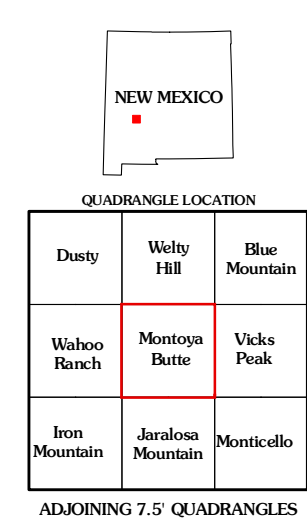 NEW MEXICO
QUADRANGLE LOCATION
Dusty
Welty
Hill
Blue
Mountain
Wahoo
Ranch
Montoya
Butte
Vicks
Peak
Iron
Mountain
Jaralosa
Mountain
Monticello
ADJOINING 7.5' QUADRANGLES